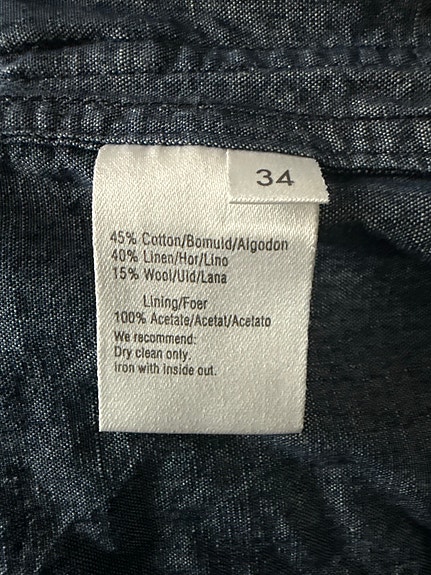 34
45% Cotton/Bomuld/Algodon
40% Linen/Hor/Lino
15% Wool/Uld/Lana
Lining/Foer
100% Acetate/Acetat/Acetato
We recommend:
Dry clean only.
Iron with inside out.